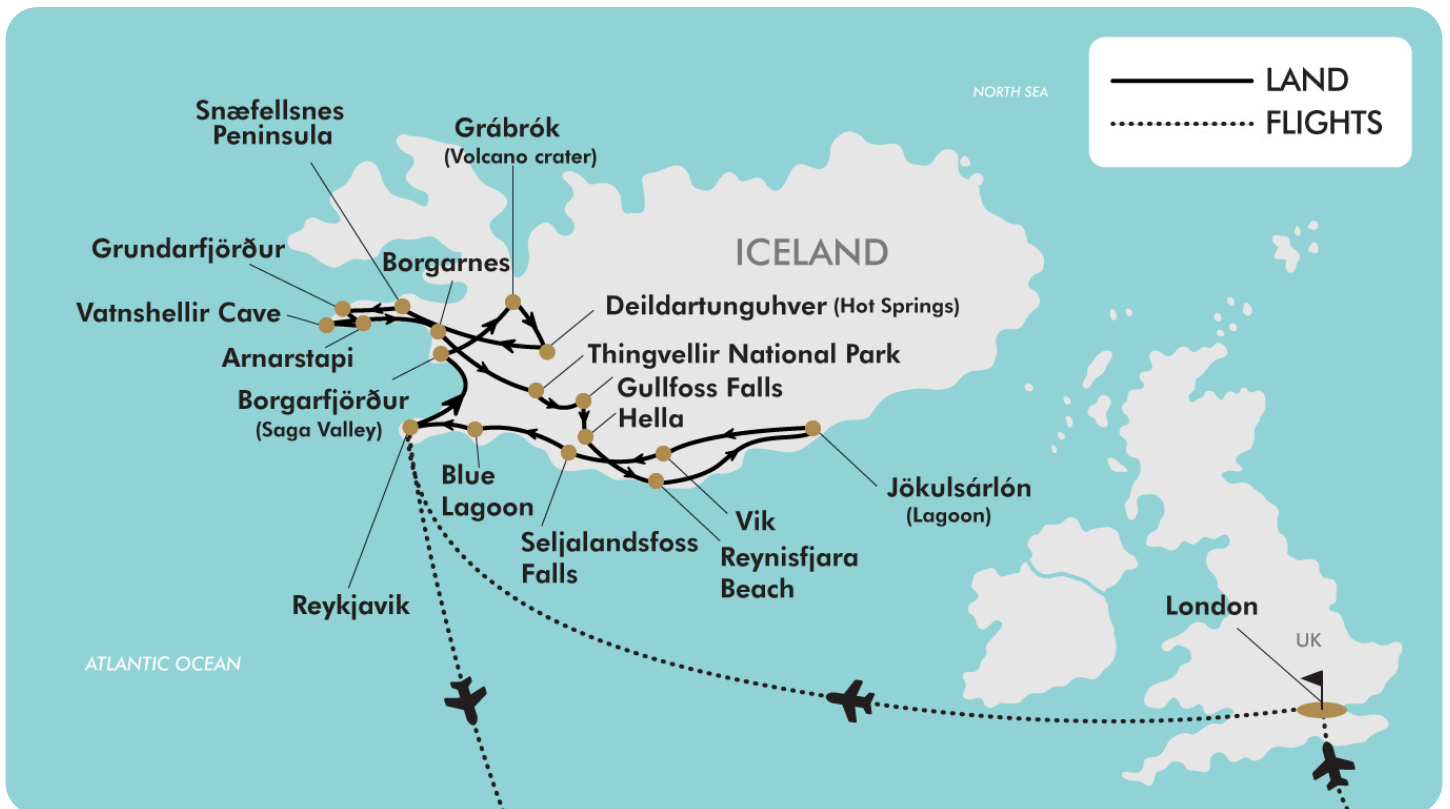 NORTH SEA
LAND
FLIGHTS
Snæfellsnes
Peninsula
Grábrók
(Volcano crater)
Grundarfjörður
Borgarnes
ICELAND
Vatnshellir Cave
Deildartunguhver (Hot Springs)
Arnarstapi
Thingvellir National Park
Gullfoss Falls
Borgarfjörður
(Saga Valley)
Hella
Blue
Lagoon
Jökulsárlón
(Lagoon)
Vik
Seljalandsfoss
Falls
Reynisfjara
Beach
Reykjavik
London
UK
ATLANTIC OCEAN